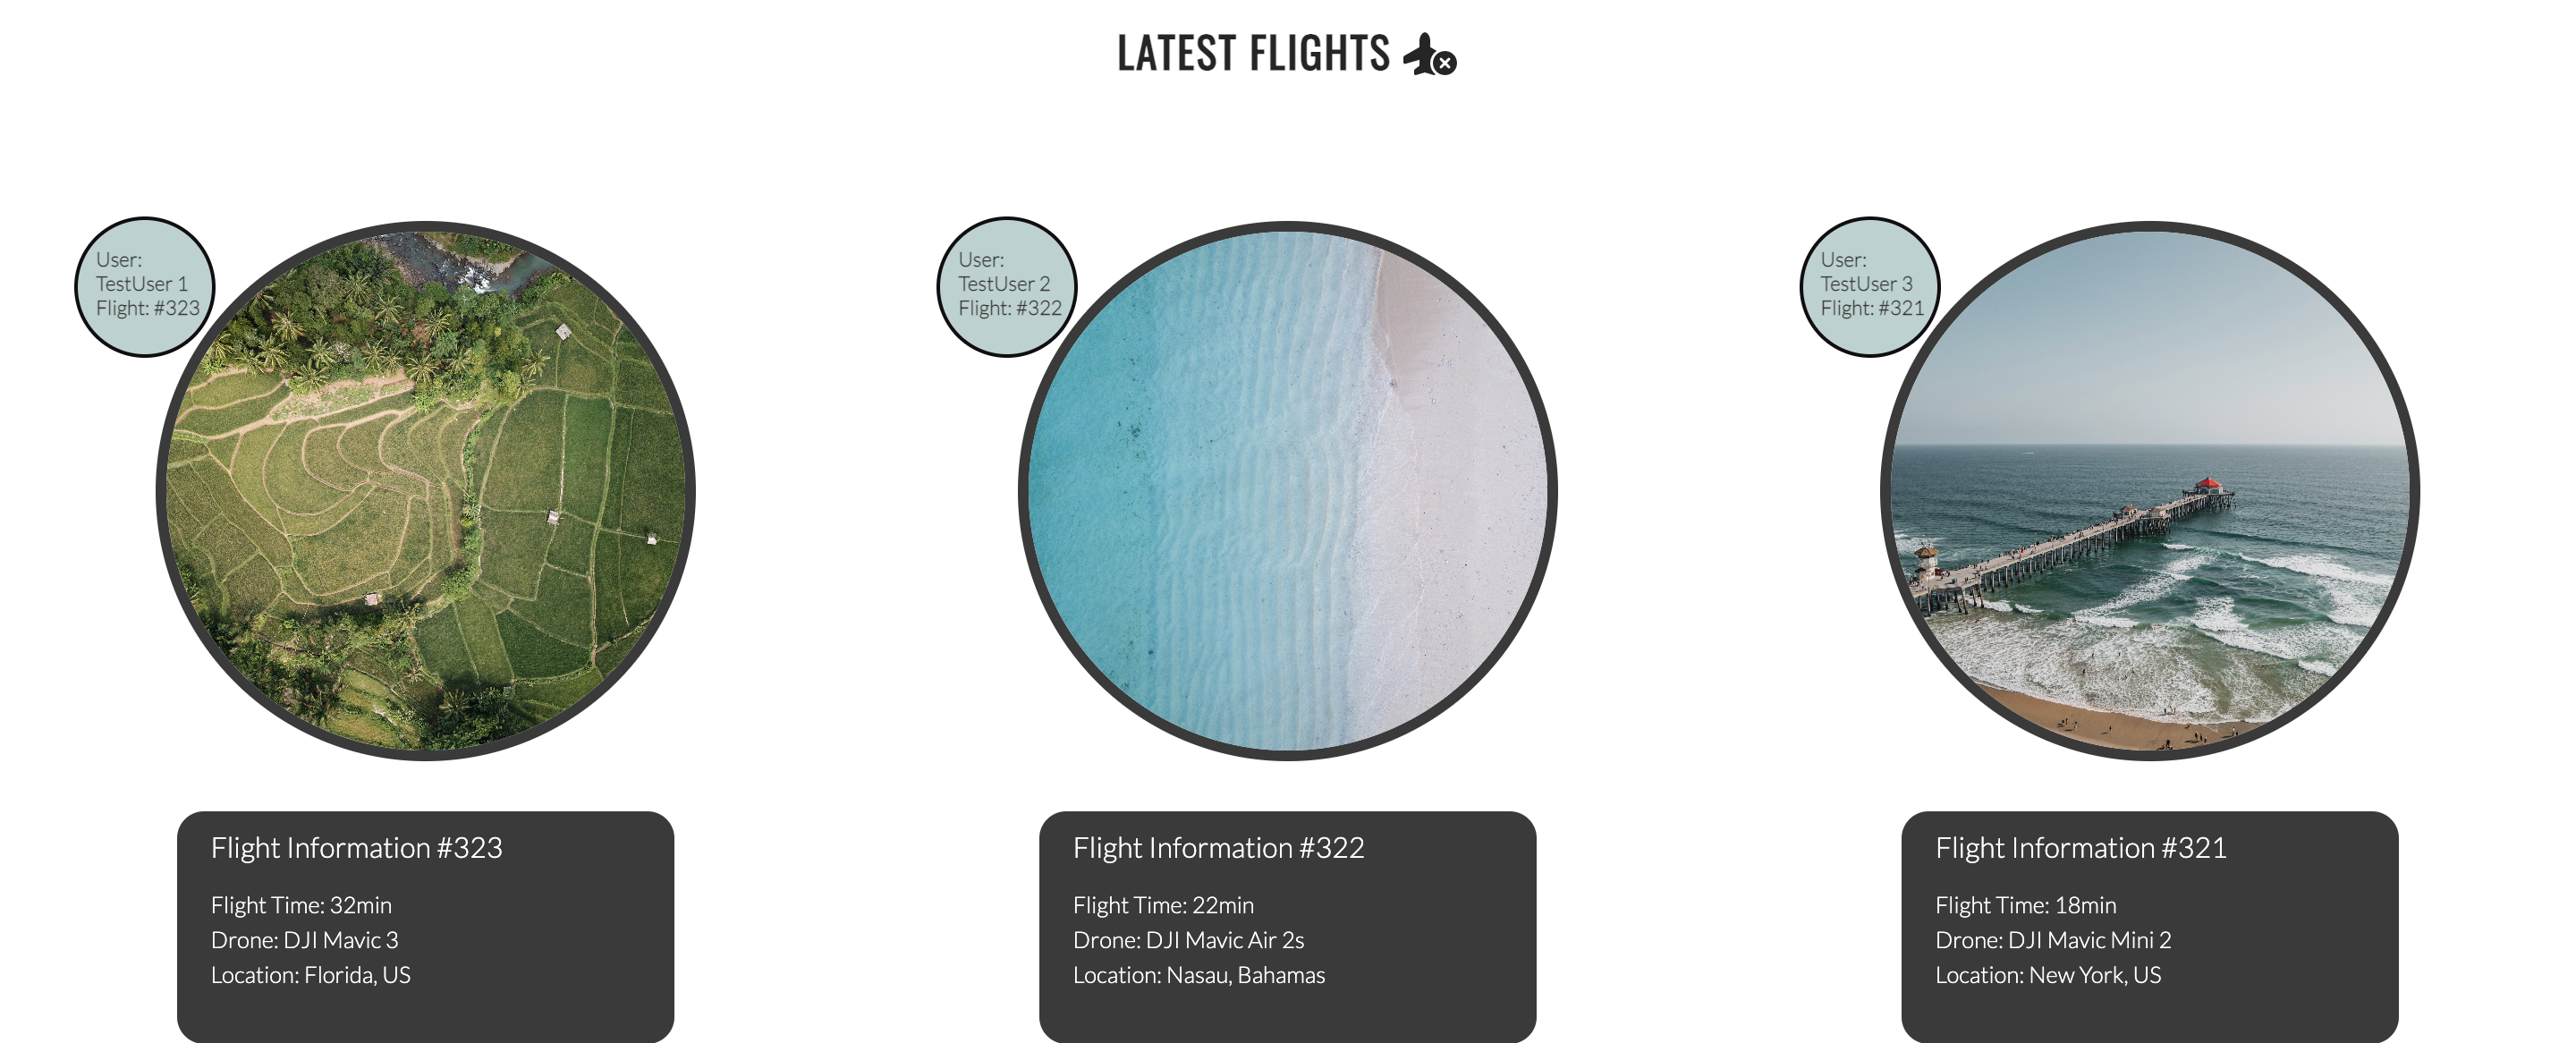 LATEST FLIGHTS
User:
TestUser 1
Flight: #323
User:
TestUser 2
Flight: #322
User:
TestUser 3
Flight: #321
Flight Information #323
Flight Time: 32min
Drone: DJI Mavic 3
Location: Florida, US
Flight Information #322
Flight Time: 22min
Drone: DJI Mavic Air 2s
Location: Nasau, Bahamas
Flight Information #321
Flight Time: 18min
Drone: DJI Mavic Mini 2
Location: New York, US